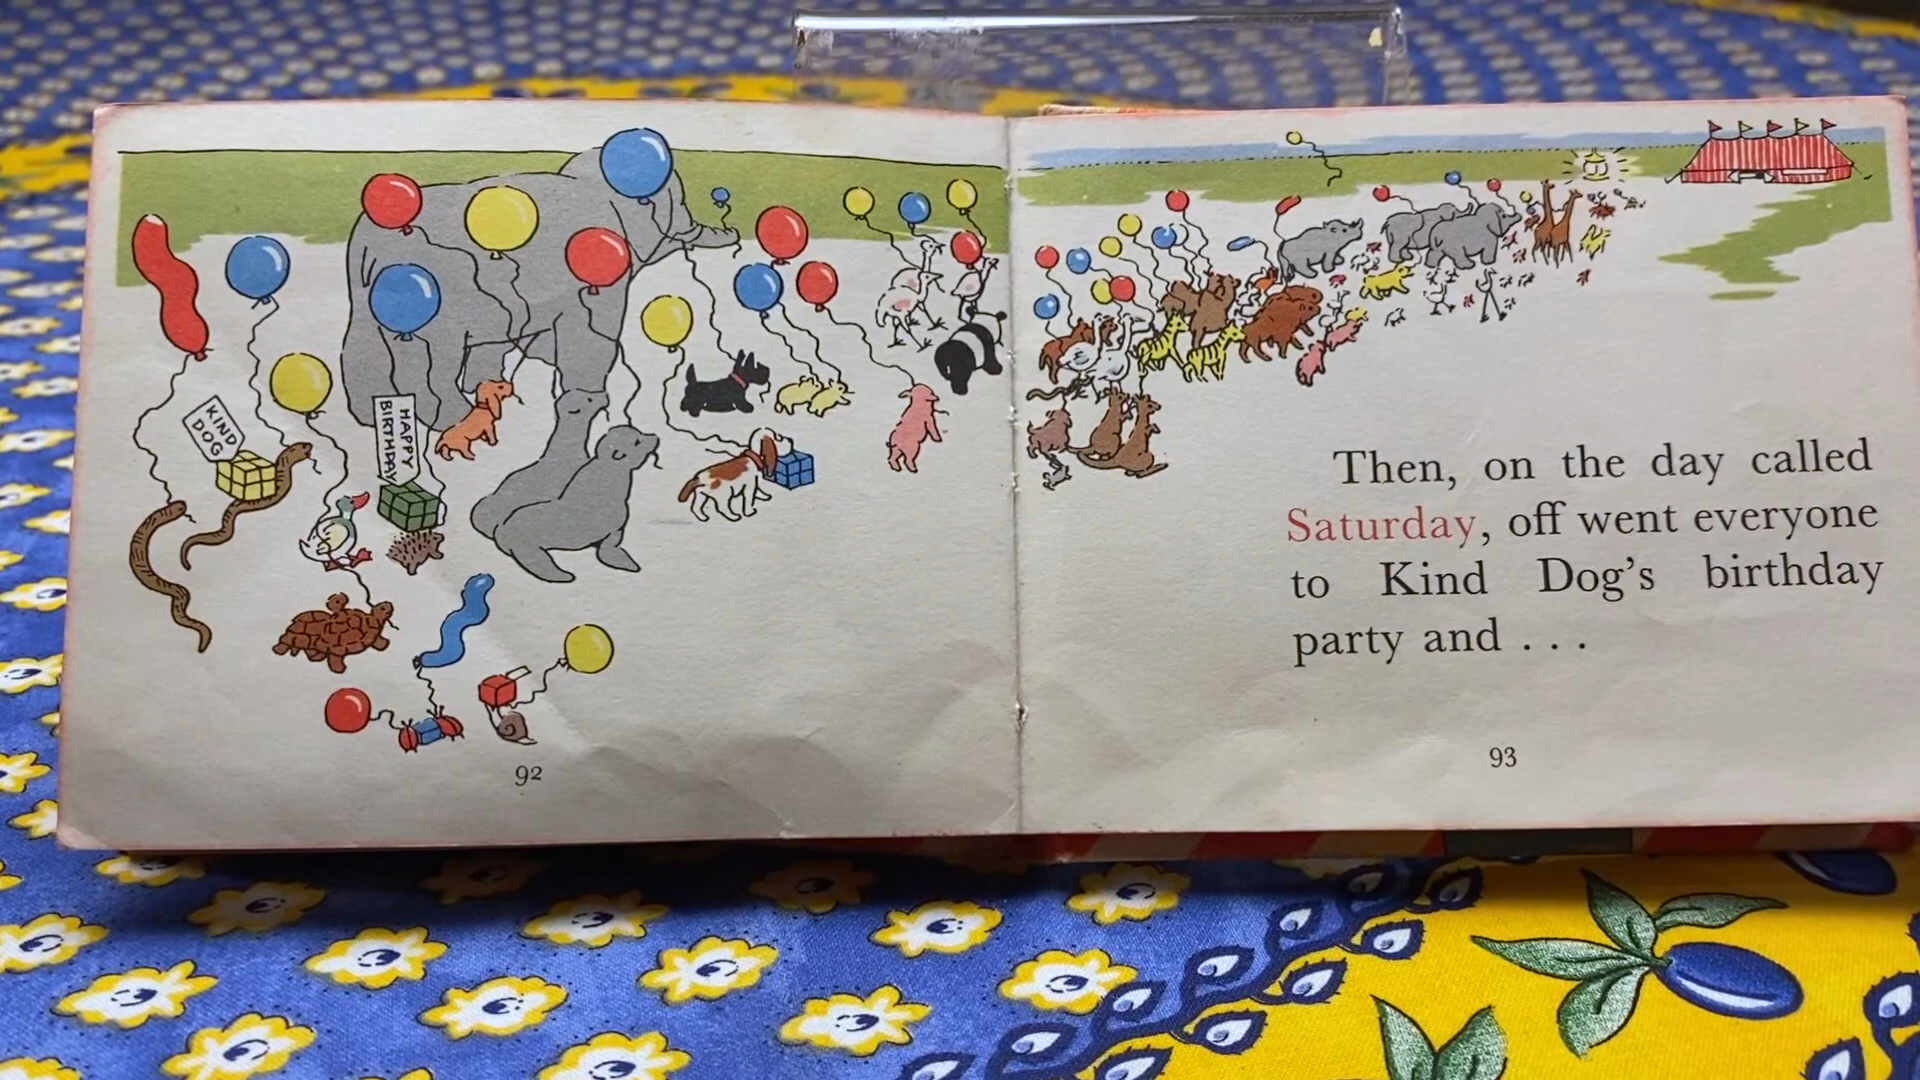 KIND
DOG
HAPPY
BIRTHDAY
92
Then, on the day called
Saturday, off went everyone
to Kind Dog’s birthday
party and . . .
93